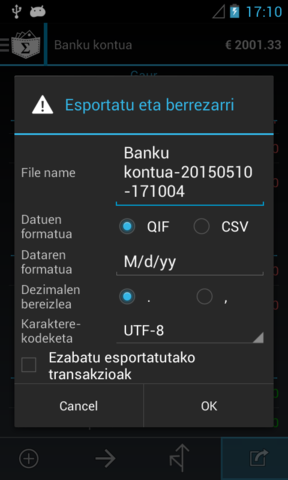 17:10
Banku kontua
€ 2001.33
Gaur
Esportatu eta berrezarri
File name
Banku
kontua-20150510
-171004
Datuen
formatua
QIF
CSV
Dataren
formatua
M/d/yy
Dezimalen
bereizlea
.
,
Karaktere-
kodeketa
UTF-8
Ezabatu esportatutako
transakzioak
Cancel
OK